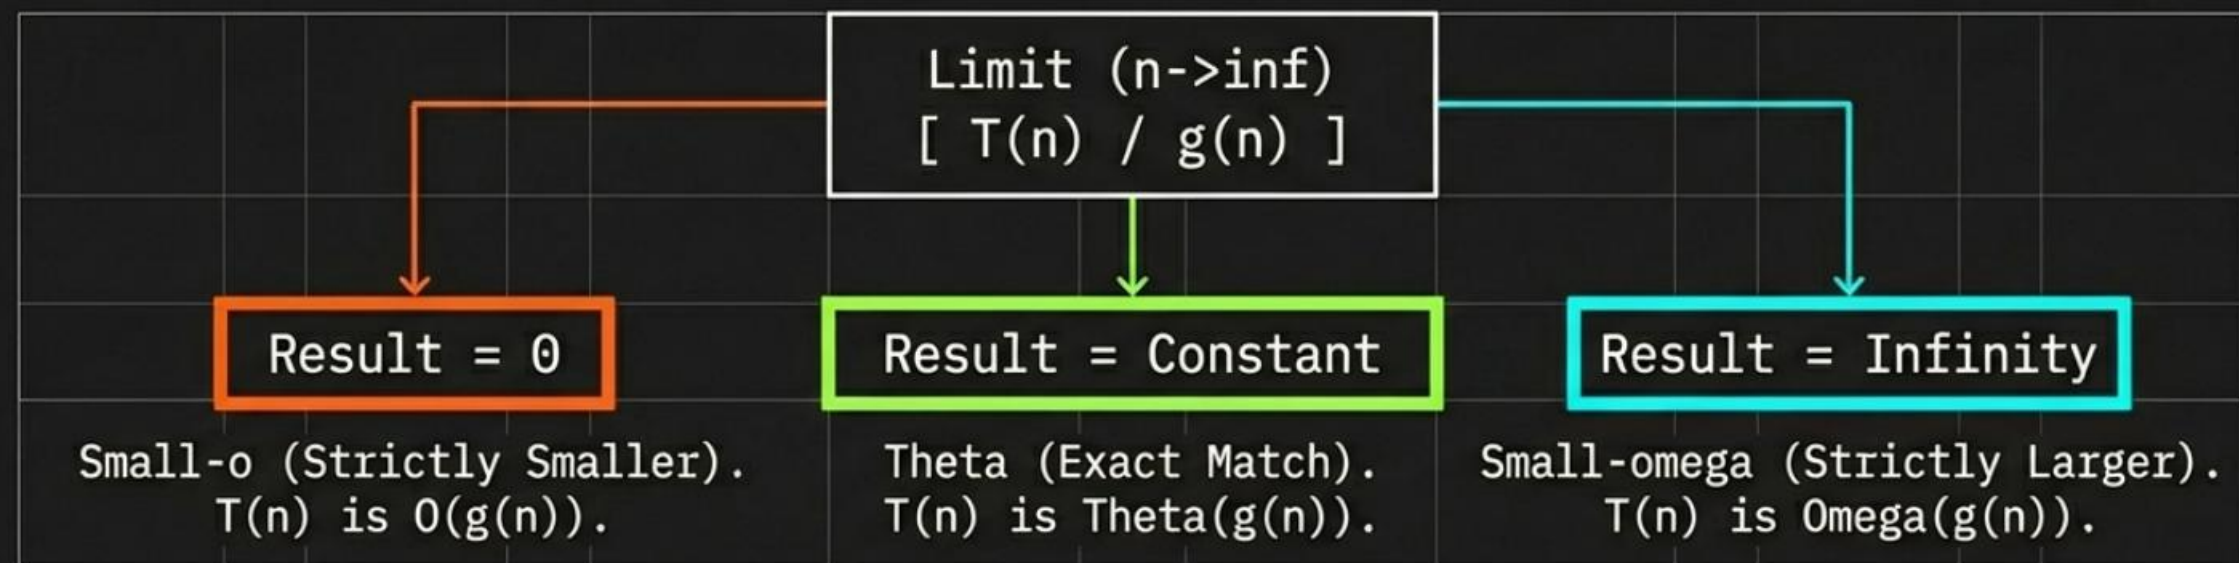 Limit (n->inf)
[ T(n) / g(n) ]
Result = 0
Small-o (Strictly Smaller).
T(n) is O(g(n)).
Result = Constant
Theta (Exact Match).
T(n) is Theta(g(n)).
Result = Infinity
Small-omega (Strictly Larger).
T(n) is Omega(g(n)).